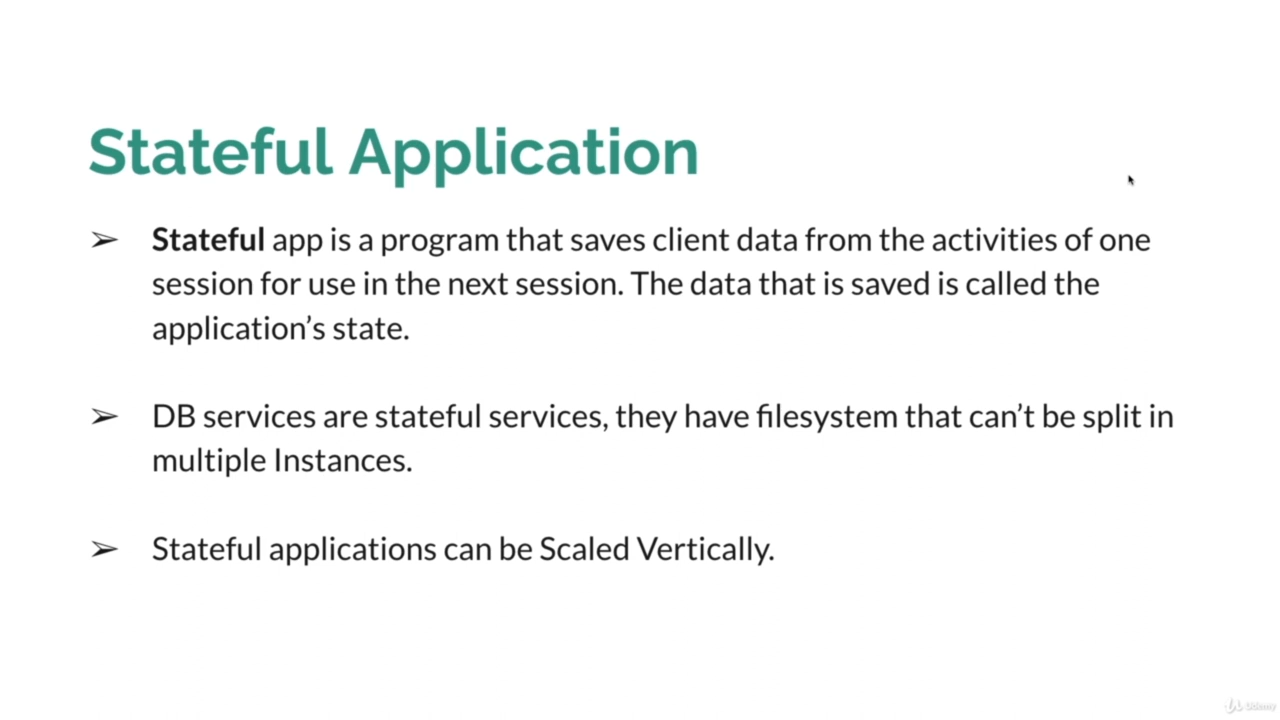 Stateful Application
➢ Stateful app is a program that saves client data from the activities of one
session for use in the next session. The data that is saved is called the
application’s state.
➢ DB services are stateful services, they have filesystem that can’t be split in
multiple Instances.
➢ Stateful applications can be Scaled Vertically.
Udemy